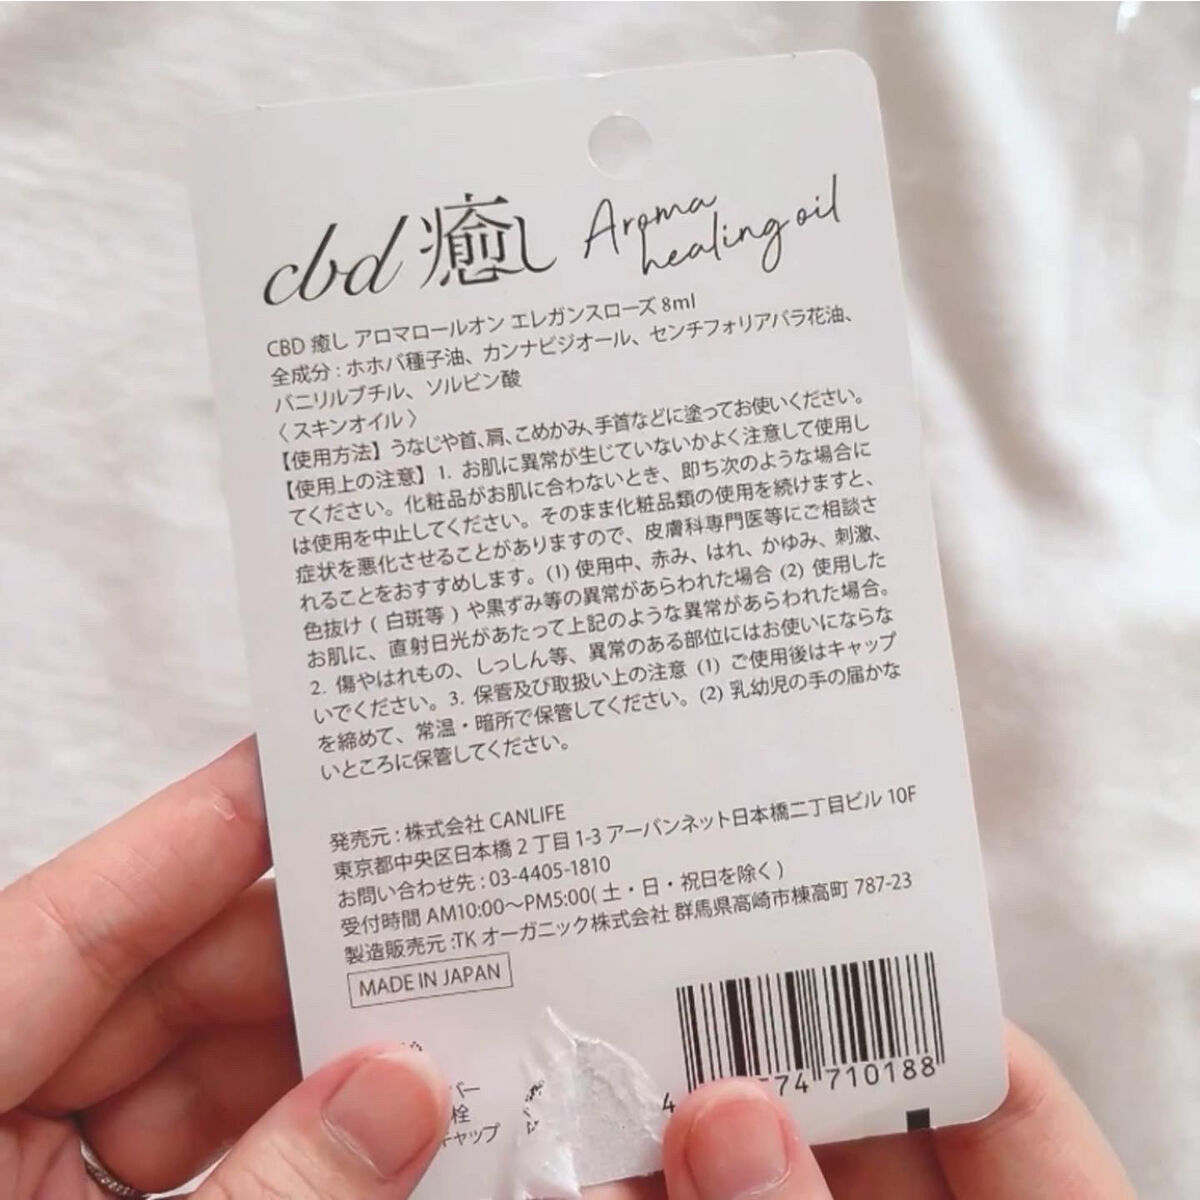 cbd 癒し Aroma healing oil
CBD 癒し アロマロールオン エレガンスローズ 8ml
全成分 : ホホバ種子油、カンナビジオール、センチフォリアバラ花油、
バニリルブチル、ソルビン酸
〈 スキンオイル 〉
【使用方法】うなじや首、肩、こめかみ、手首などに塗ってお使いください。
【使用上の注意】1. お肌に異常が生じていないかよく注意して使用し
てください。化粧品がお肌に合わないとき、即ち次のような場合に
は使用を中止してください。そのまま化粧品類の使用を続けますと、
症状を悪化させることがありますので、皮膚科専門医等にご相談さ
れることをおすすめします。(1) 使用中、赤み、はれ、かゆみ、刺激、
色抜け ( 白斑等 ) や黒ずみ等の異常があらわれた場合 (2) 使用した
お肌に、直射日光があたって上記のような異常があらわれた場合。
2. 傷やはれもの、しっしん等、異常のある部位にはお使いにならな
いでください。3. 保管及び取扱い上の注意 (1) ご使用後はキャップ
を締めて、常温・暗所で保管してください。(2) 乳幼児の手の届かな
いところに保管してください。
発売元 : 株式会社 CANLIFE
東京都中央区日本橋 2 丁目 1-3 アーバンネット日本橋二丁目ビル 10F
お問い合わせ先 : 03-4405-1810
受付時間 AM10:00〜PM5:00( 土・日・祝日を除く )
製造販売元 :TK オーガニック株式会社 群馬県高崎市棟高町 787-23
MADE IN JAPAN
バー
栓
キャップ
4 574 710188